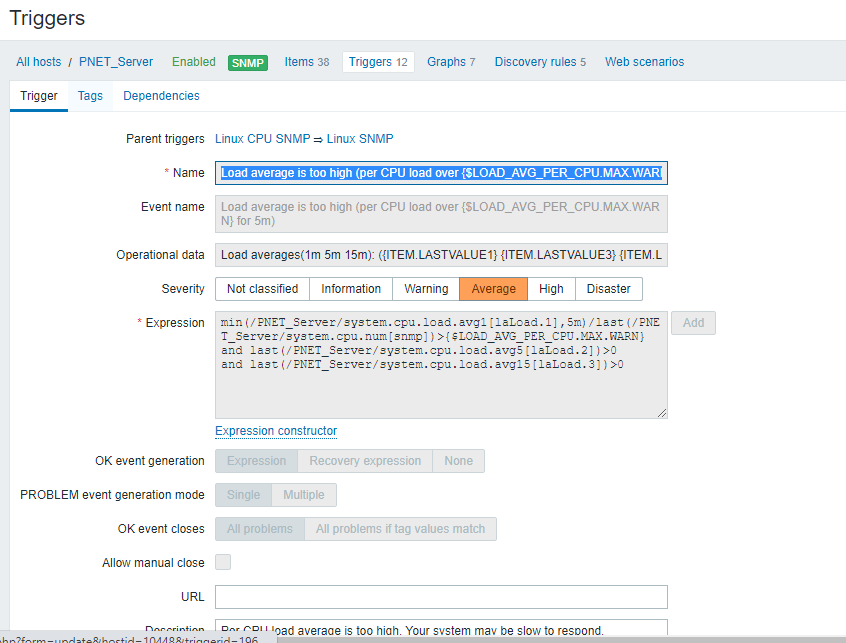 Triggers
All hosts / PNET_Server Enabled SNMP Items 38 Triggers 12 Graphs 7 Discovery rules 5 Web scenarios
Trigger Tags Dependencies
Parent triggers Linux CPU SNMP ⇒ Linux SNMP
* Name Load average is too high (per CPU load over {$LOAD_AVG_PER_CPU.MAX.WAR
Event name Load average is too high (per CPU load over {$LOAD_AVG_PER_CPU.MAX.WAR
N} for 5m)
Operational data Load averages(1m 5m 15m): ({ITEM.LASTVALUE1} {ITEM.LASTVALUE3} {ITEM.L
Severity Not classified Information Warning Average High Disaster
* Expression min(/PNET_Server/system.cpu.load.avg1[laLoad.1],5m)/last(/PNE Add
T_Server/system.cpu.num[snmp])>{$LOAD_AVG_PER_CPU.MAX.WARN}
and last(/PNET_Server/system.cpu.load.avg5[laLoad.2])>0
and last(/PNET_Server/system.cpu.load.avg15[laLoad.3])>0
Expression constructor
OK event generation Expression Recovery expression None
PROBLEM event generation mode Single Multiple
OK event closes All problems All problems if tag values match
Allow manual close
URL
Description Per CPU load average is too high. Your system may be slow to respond.
php?form=update&hostid=10448&triggerid=196